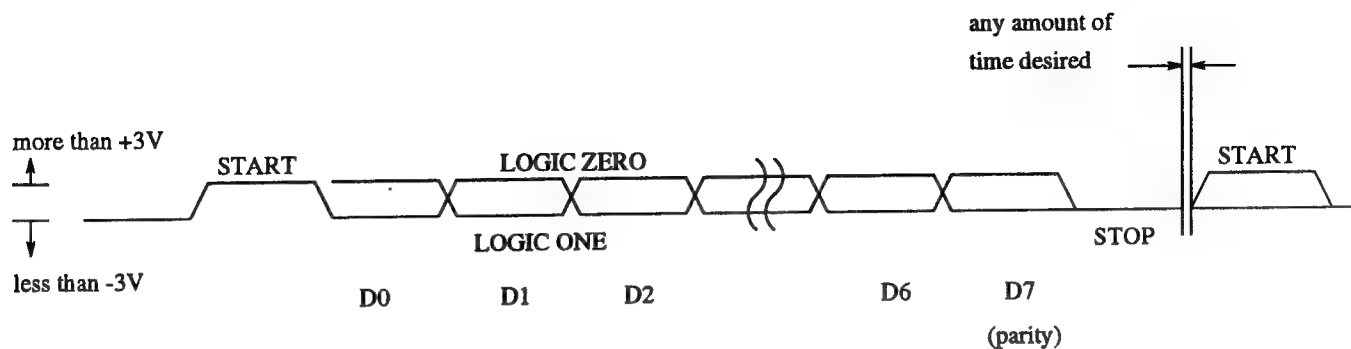 any amount of
time desired
more than +3V
START
LOGIC ZERO
START
LOGIC ONE
STOP
less than -3V
D0
D1
D2
D6
D7
(parity)